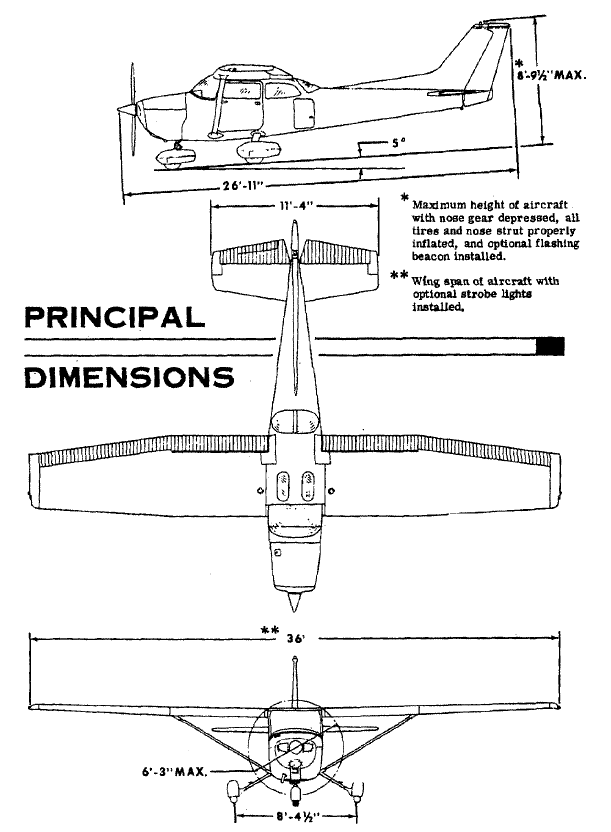 *
8'-9½" MAX.
5°
26'-11"
11'-4"
* Maximum height of aircraft
with nose gear depressed, all
tires and nose strut properly
inflated, and optional flashing
beacon installed.
** Wing span of aircraft with
optional strobe lights
installed.
PRINCIPAL
DIMENSIONS
** 36'
6'-3" MAX.
8'-4½"